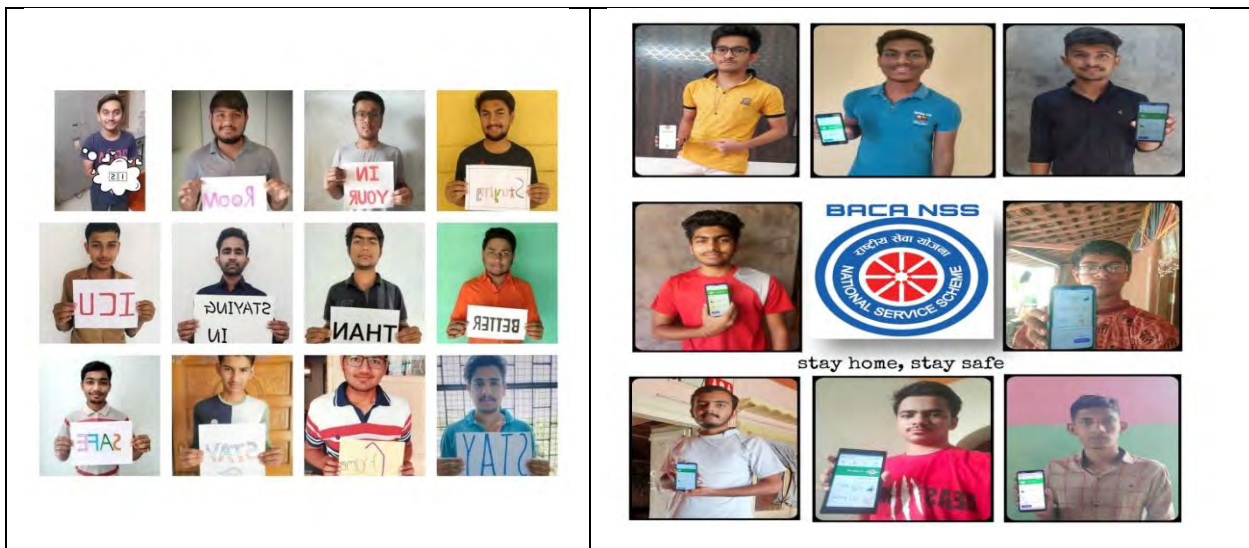 Staying
IN
YOUR
ROOM
IS
BETTER
THAN
STAYING
IN
ICU
STAY
Home
STAY
SAFE
BACA NSS
राष्ट्रीय सेवा योजना
NATIONAL SERVICE SCHEME
stay home, stay safe